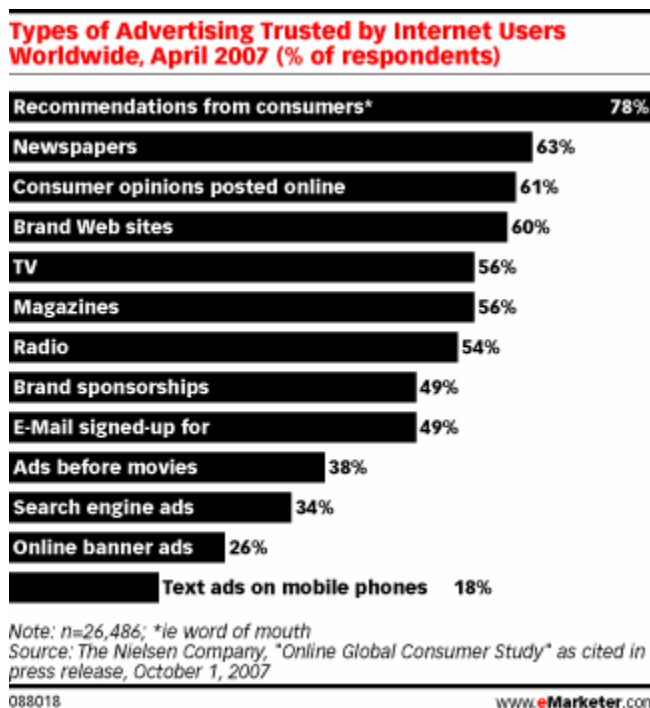 Types of Advertising Trusted by Internet Users
Worldwide, April 2007 (% of respondents)
Recommendations from consumers* 78%
Newspapers 63%
Consumer opinions posted online 61%
Brand Web sites 60%
TV 56%
Magazines 56%
Radio 54%
Brand sponsorships 49%
E-Mail signed-up for 49%
Ads before movies 38%
Search engine ads 34%
Online banner ads 26%
Text ads on mobile phones 18%
Note: n=26,486; *ie word of mouth
Source: The Nielsen Company, "Online Global Consumer Study" as cited in
press release, October 1, 2007
088018 www.eMarketer.com